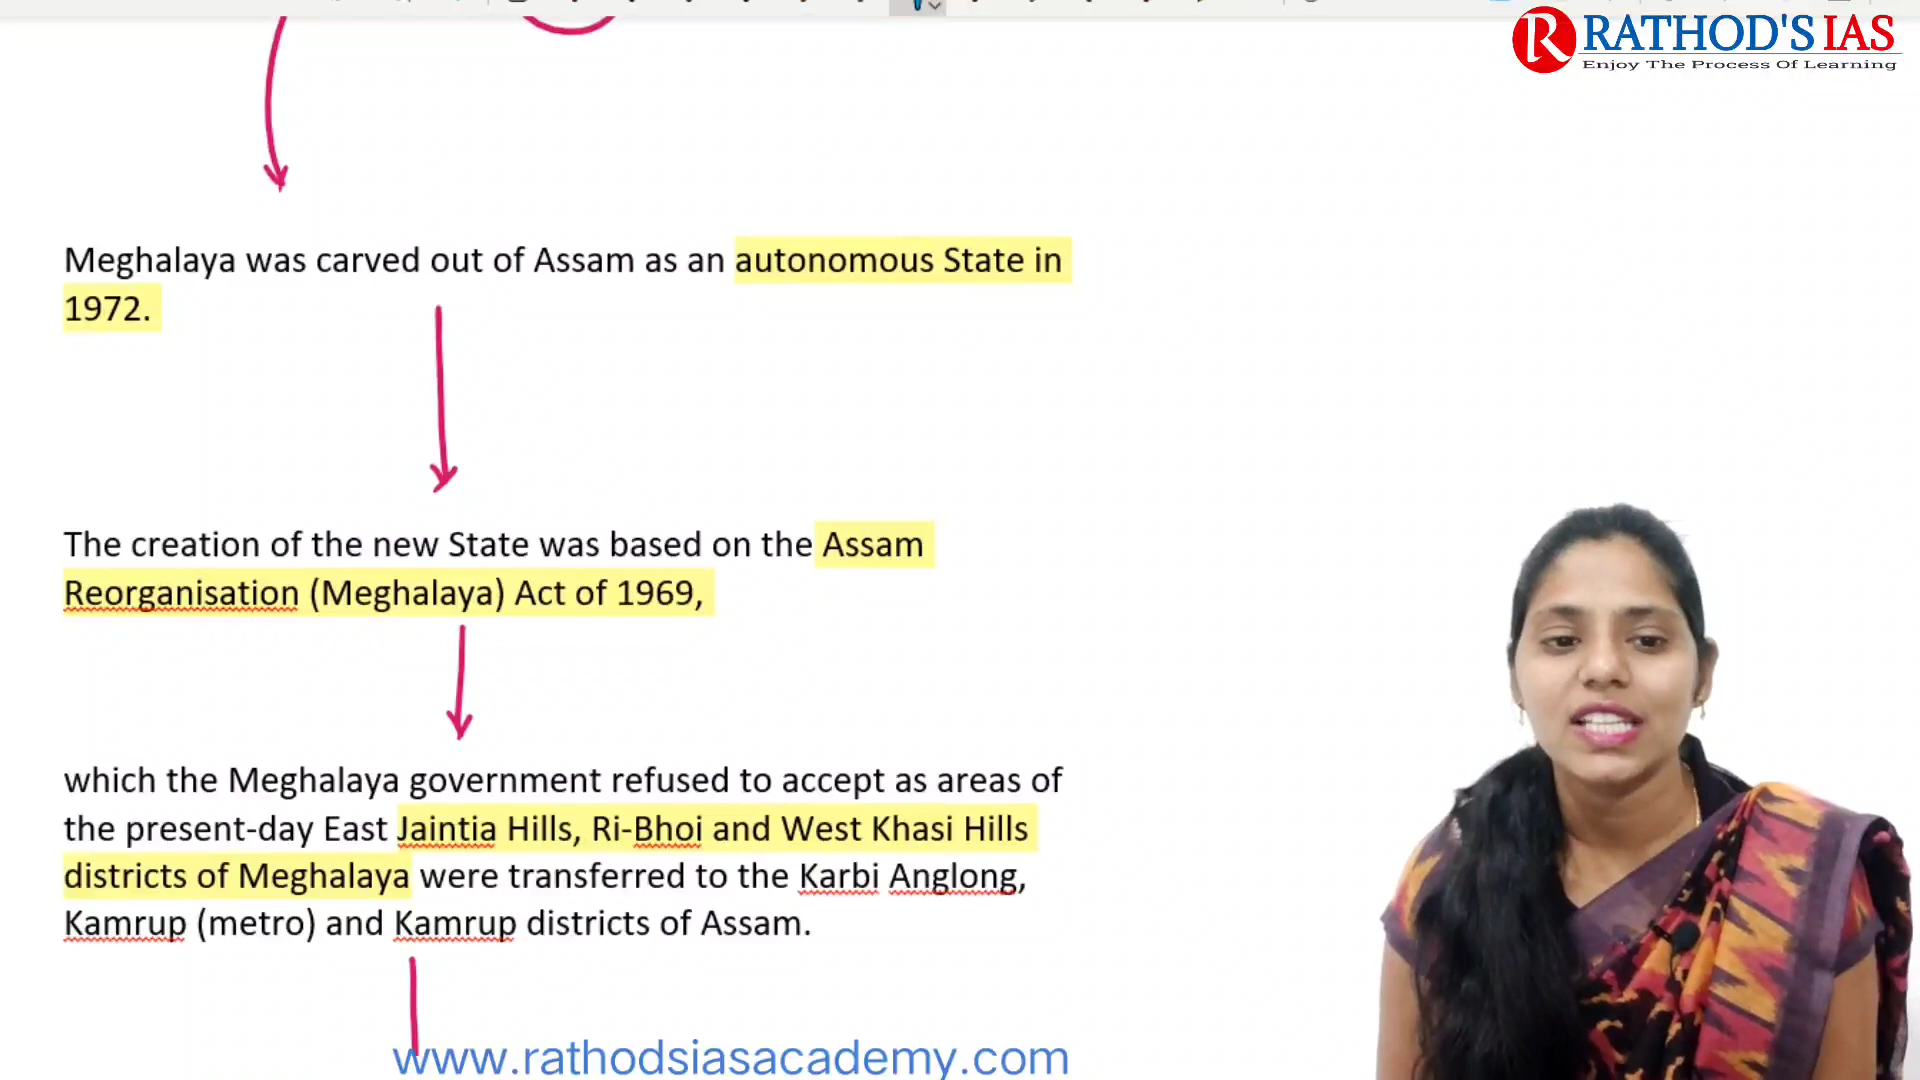 RATHOD'S IAS
Enjoy The Process Of Learning
Meghalaya was carved out of Assam as an autonomous State in
1972.
The creation of the new State was based on the Assam
Reorganisation (Meghalaya) Act of 1969,
which the Meghalaya government refused to accept as areas of
the present-day East Jaintia Hills, Ri-Bhoi and West Khasi Hills
districts of Meghalaya were transferred to the Karbi Anglong,
Kamrup (metro) and Kamrup districts of Assam.
www.rathodsiasacademy.com